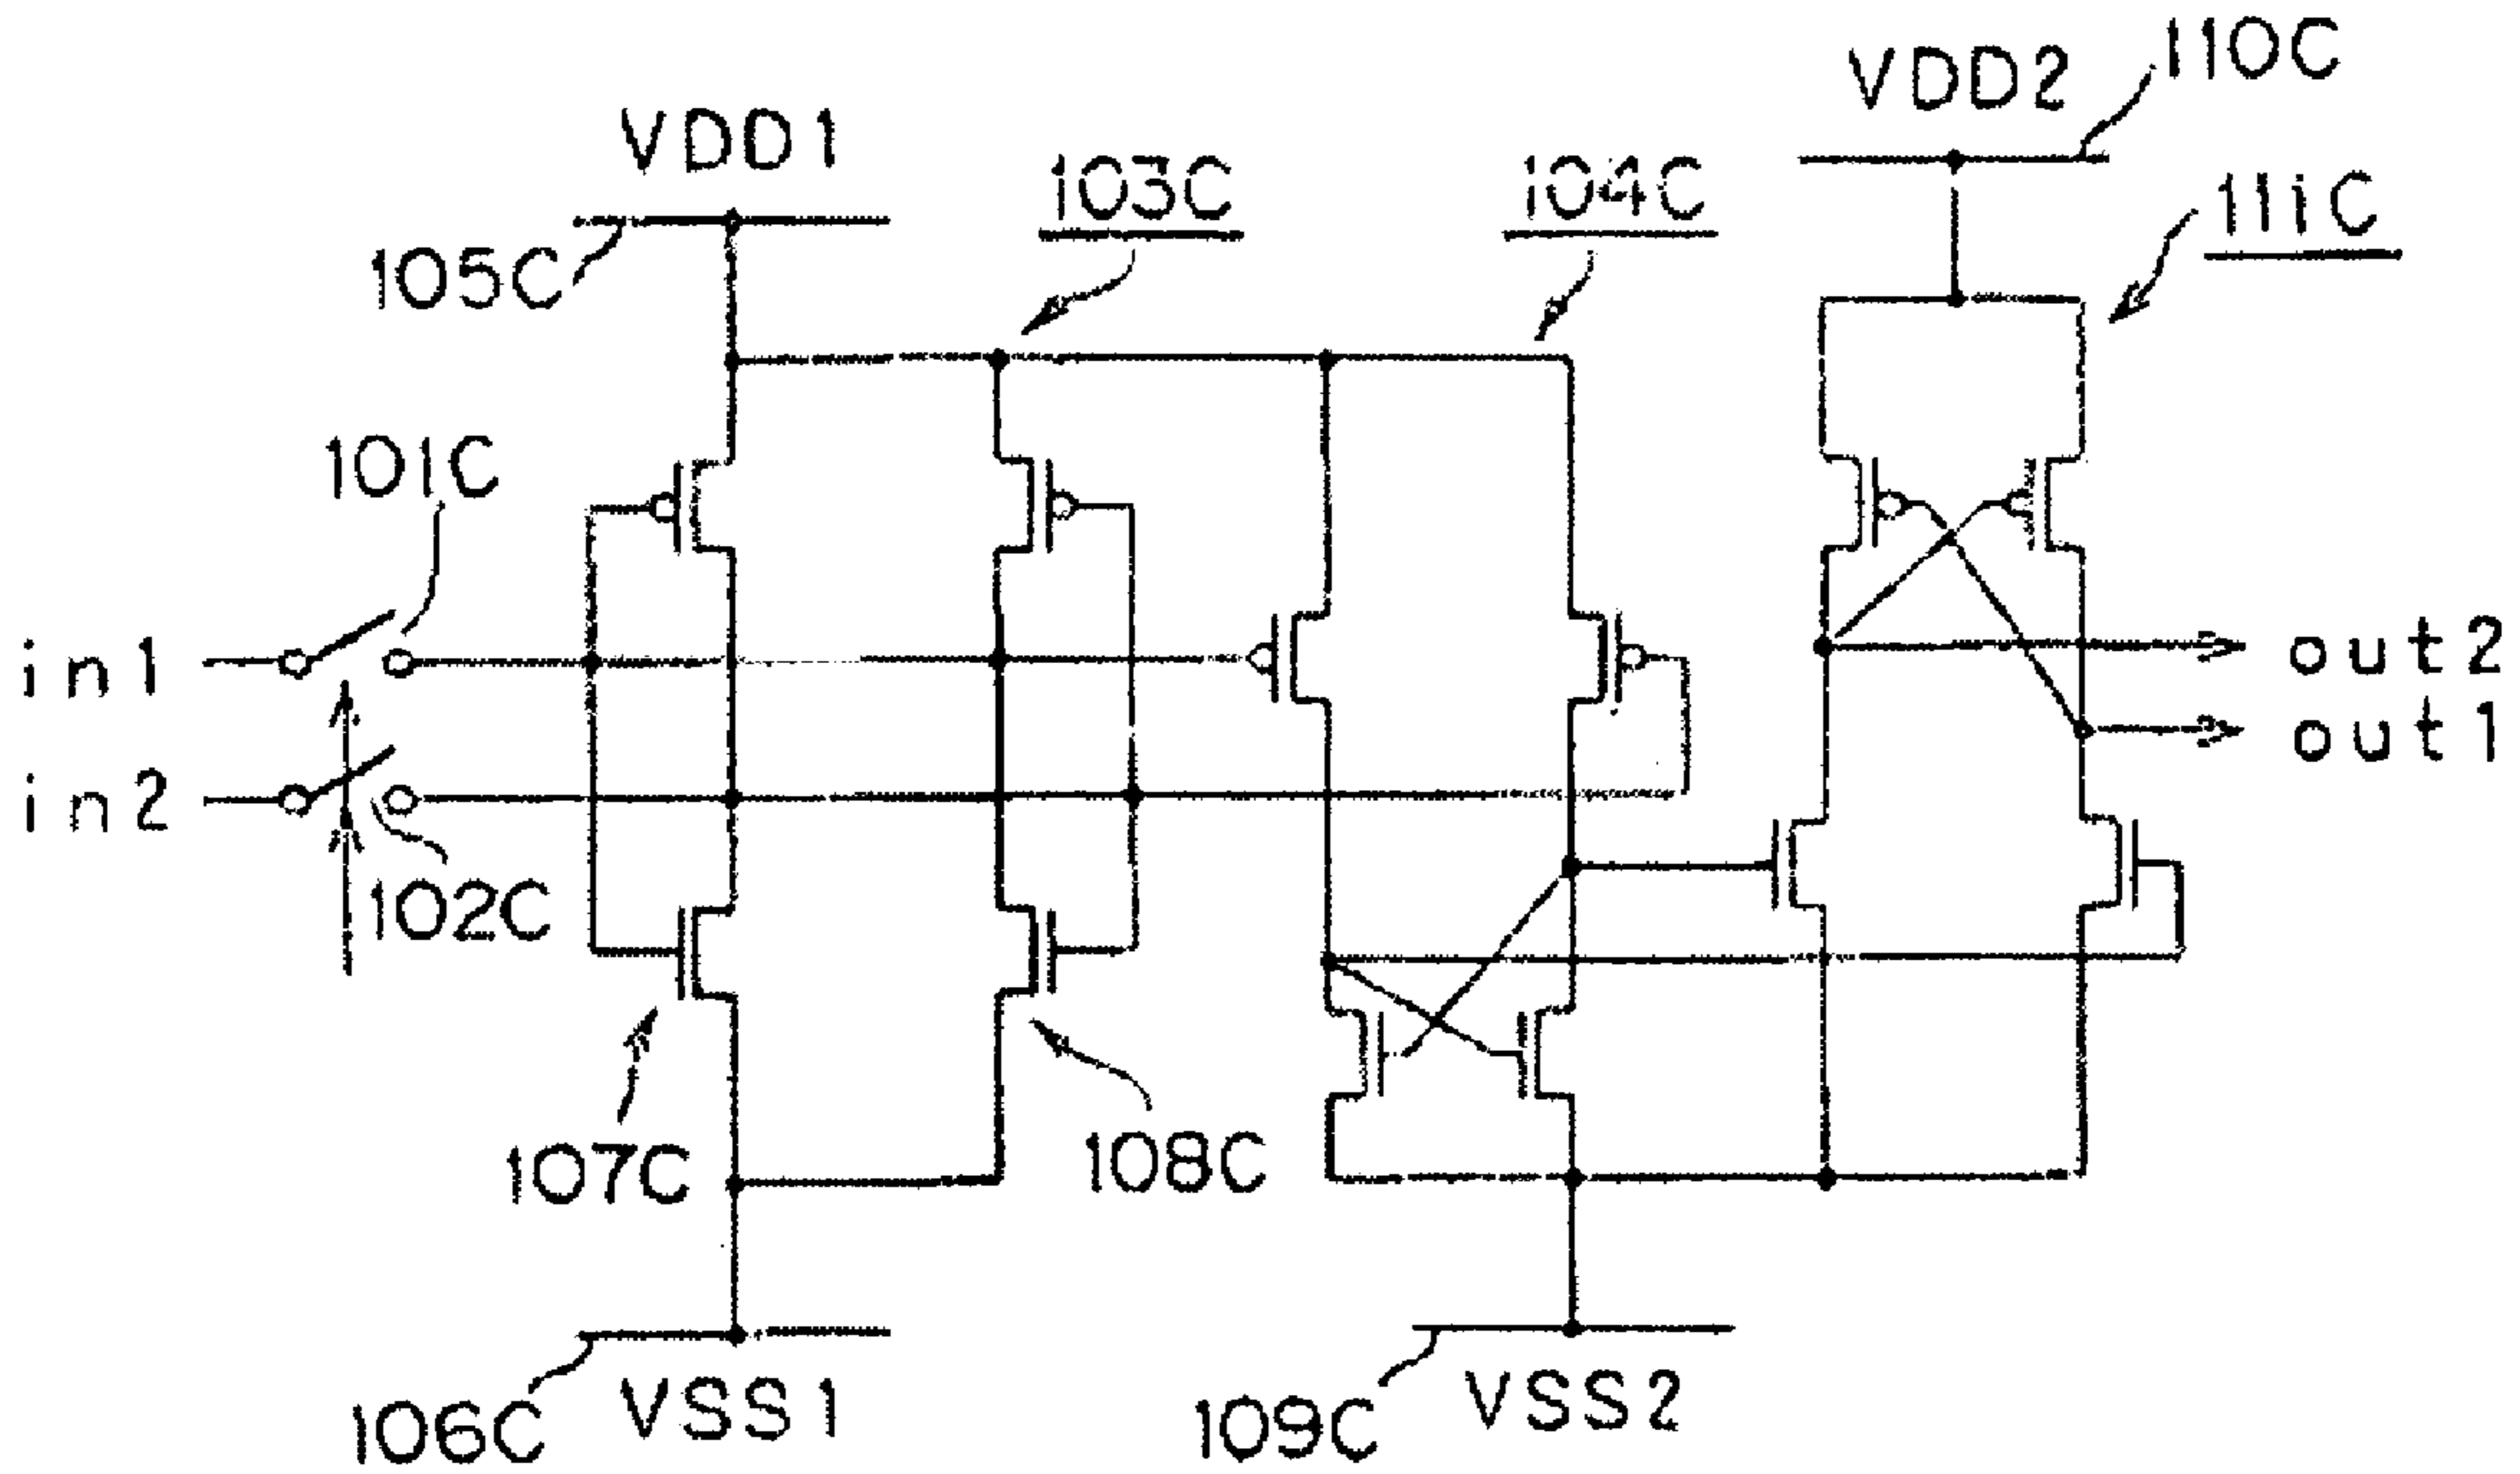 110C
VDD2
VDD1
103C
104C
111C
105C
101C
in1
out2
out1
in2
102C
107C
108C
106C
VSS1
109C
VSS2